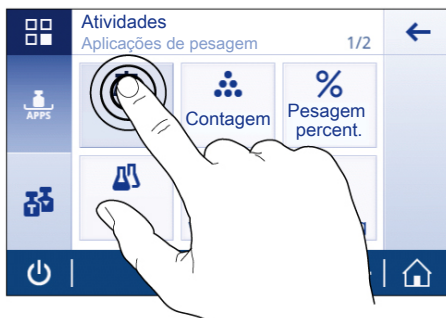 Atividades
Aplicações de pesagem 1/2
APPS
Contagem
%
Pesagem
percent.
T